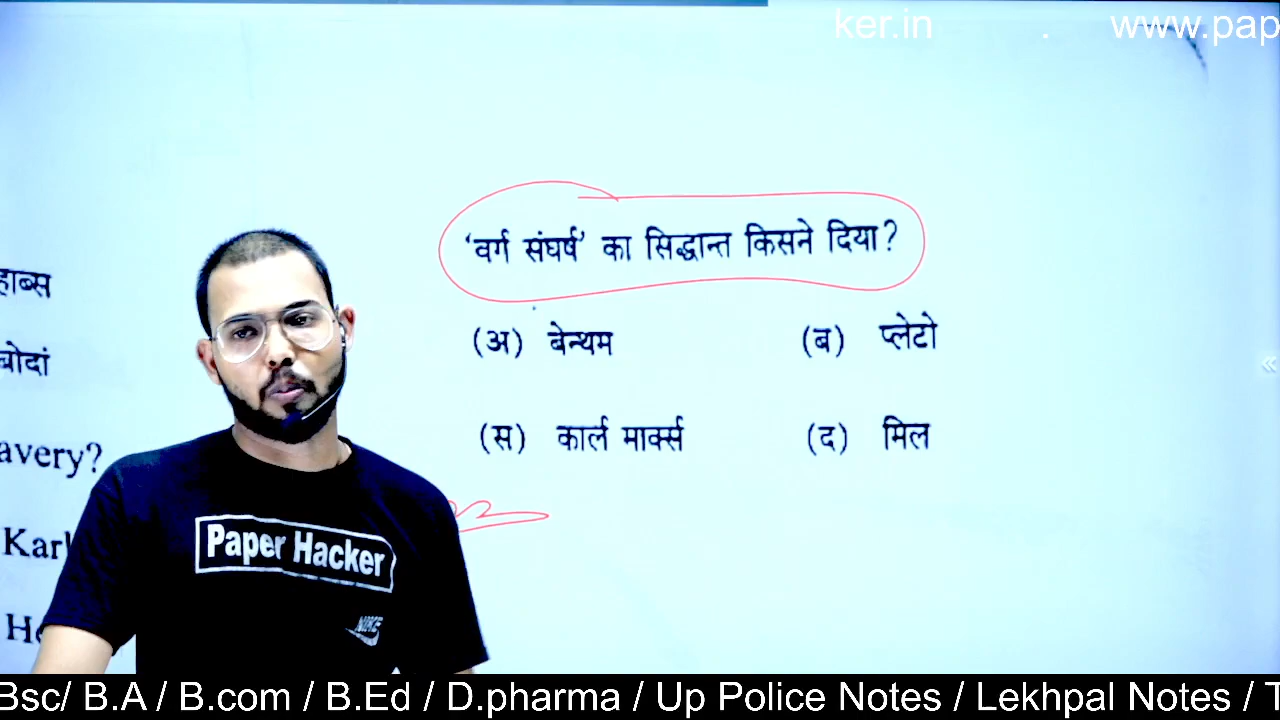 ker.in . www.pap
‘वर्ग संघर्ष’ का सिद्धान्त किसने दिया?
हाब्स
(अ) बेन्थम (ब) प्लेटो
बोदां
(स) कार्ल मार्क्स (द) मिल
avery?
Karl
Paper Hacker
NIKE
Bsc/ B.A / B.com / B.Ed / D.pharma / Up Police Notes / Lekhpal Notes / T